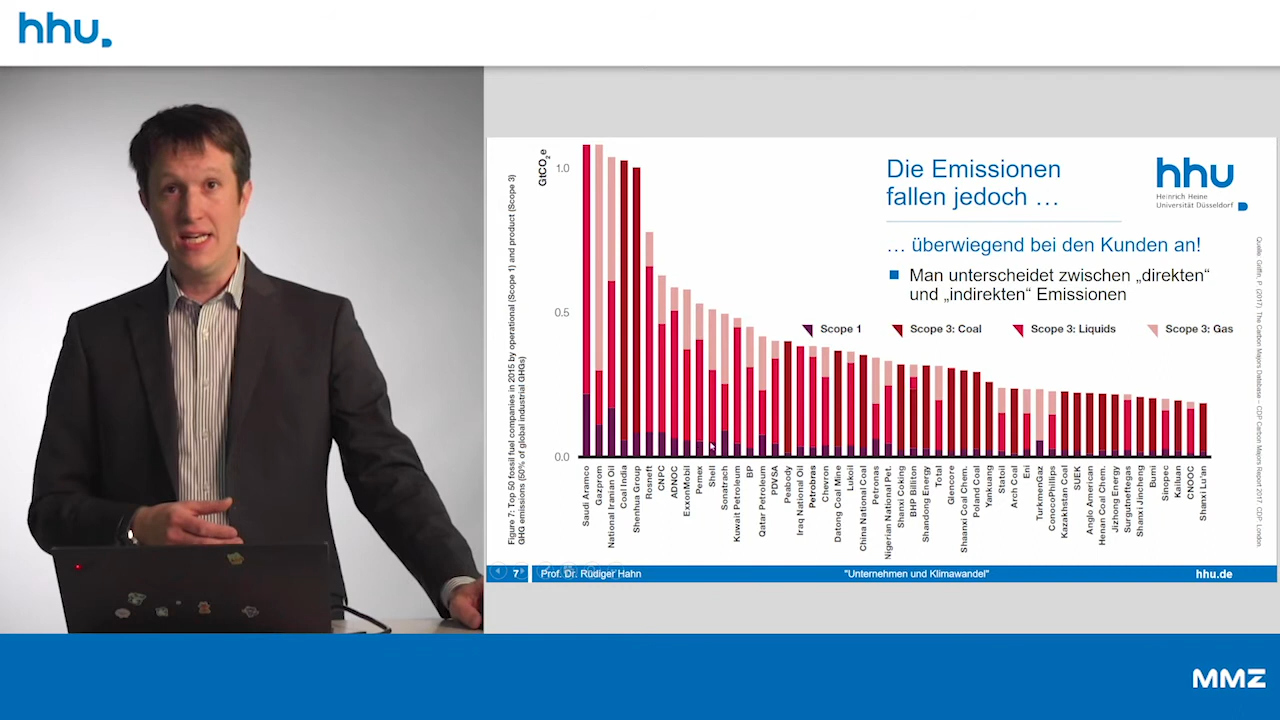 hhu.
GtCO2e
1.0
0.5
0.0
Figure 7: Top 50 fossil fuel companies in 2015 by operational (Scope 1) and product (Scope 3)
GHG emissions (50% of global industrial GHGs)
Die Emissionen
fallen jedoch …
hhu
Heinrich Heine
Universität Düsseldorf
… überwiegend bei den Kunden an!
Man unterscheidet zwischen „direkten“
und „indirekten“ Emissionen
Scope 1
Scope 3: Coal
Scope 3: Liquids
Scope 3: Gas
Saudi Aramco
Gazprom
National Iranian Oil
Coal India
Shenhua Group
Rosneft
CNPC
ADNOC
ExxonMobil
Pemex
Shell
Sonatrach
Kuwait Petroleum
BP
Qatar Petroleum
PDVSA
Peabody
Iraq National Oil
Petrobras
Chevron
Datong Coal Mine
Lukoil
China National Coal
Petronas
Nigerian National Pet.
Shanxi Coking
BHP Billiton
Shandong Energy
Total
Glencore
Shaanxi Coal Chem.
Poland Coal
Yankuang
Statoil
Arch Coal
Eni
TurkmenGaz
ConocoPhillips
Kazakhstan Coal
SUEK
Anglo American
Henan Coal Chem.
Jizhong Energy
Surgutneftegas
Shanxi Jincheng
Bumi
Sinopec
Kailuan
CNOOC
Shanxi Lu'an
Quelle: Griffin, P. (2017). The Carbon Majors Database – CDP Carbon Majors Report 2017. CDP: London.
7
Prof. Dr. Rüdiger Hahn
"Unternehmen und Klimawandel"
hhu.de
MMZ